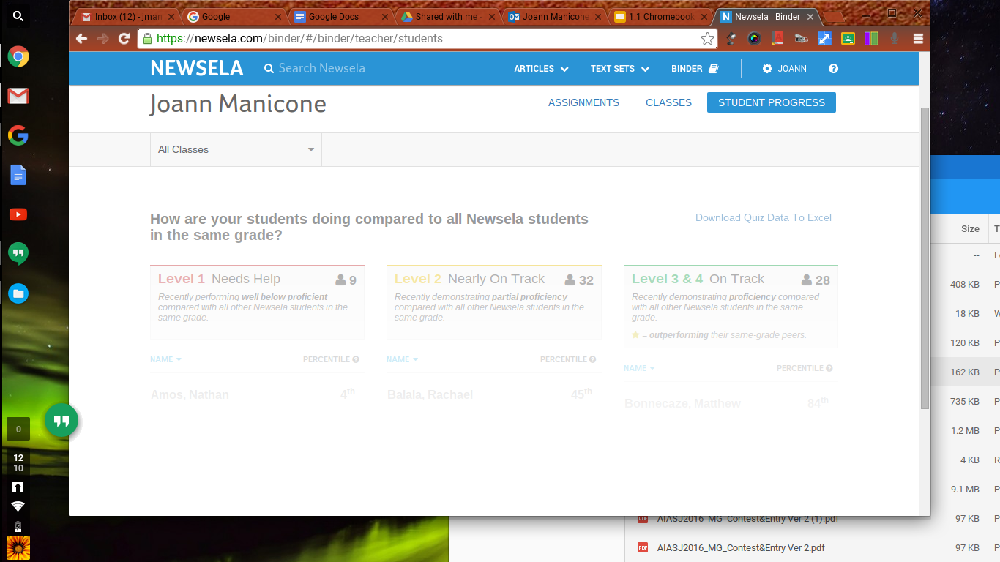 Inbox (12) - jman
Google
Google Docs
Shared with me -
Joann Manicone
1:1 Chromebook
Newsela | Binder
https://newsela.com/binder/#/binder/teacher/students
NEWSELA
Search Newsela
ARTICLES
TEXT SETS
BINDER
JOANN
Joann Manicone
ASSIGNMENTS
CLASSES
STUDENT PROGRESS
All Classes
How are your students doing compared to all Newsela students
in the same grade?
Download Quiz Data To Excel
Level 1 Needs Help 9
Recently performing well below proficient
compared with all other Newsela students in the
same grade.
NAME PERCENTILE
Amos, Nathan 4th
Level 2 Nearly On Track 32
Recently demonstrating partial proficiency
compared with all other Newsela students in the
same grade.
NAME PERCENTILE
Balala, Rachael 45th
Level 3 & 4 On Track 28
Recently demonstrating proficiency compared
with all other Newsela students in the same
grade.
= outperforming their same-grade peers.
NAME PERCENTILE
Bonnecaze, Matthew 84th
Size T
-- F
408 KB P
18 KB W
120 KB P
162 KB P
735 KB P
1.2 MB P
4 KB R
9.1 MB P
AIASJ2016_MG_Contest&Entry Ver 2 (1).pdf 97 KB P
PDF AIASJ2016_MG_Contest&Entry Ver 2.pdf 97 KB P
0
12
10